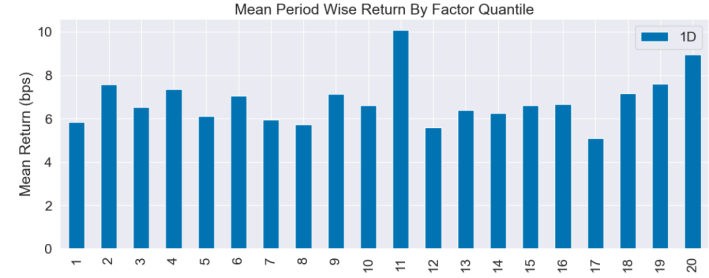 Mean Period Wise Return By Factor Quantile
10
8
6
4
2
0
Mean Return (bps)
1D
1 2 3 4 5 6 7 8 9 10 11 12 13 14 15 16 17 18 19 20